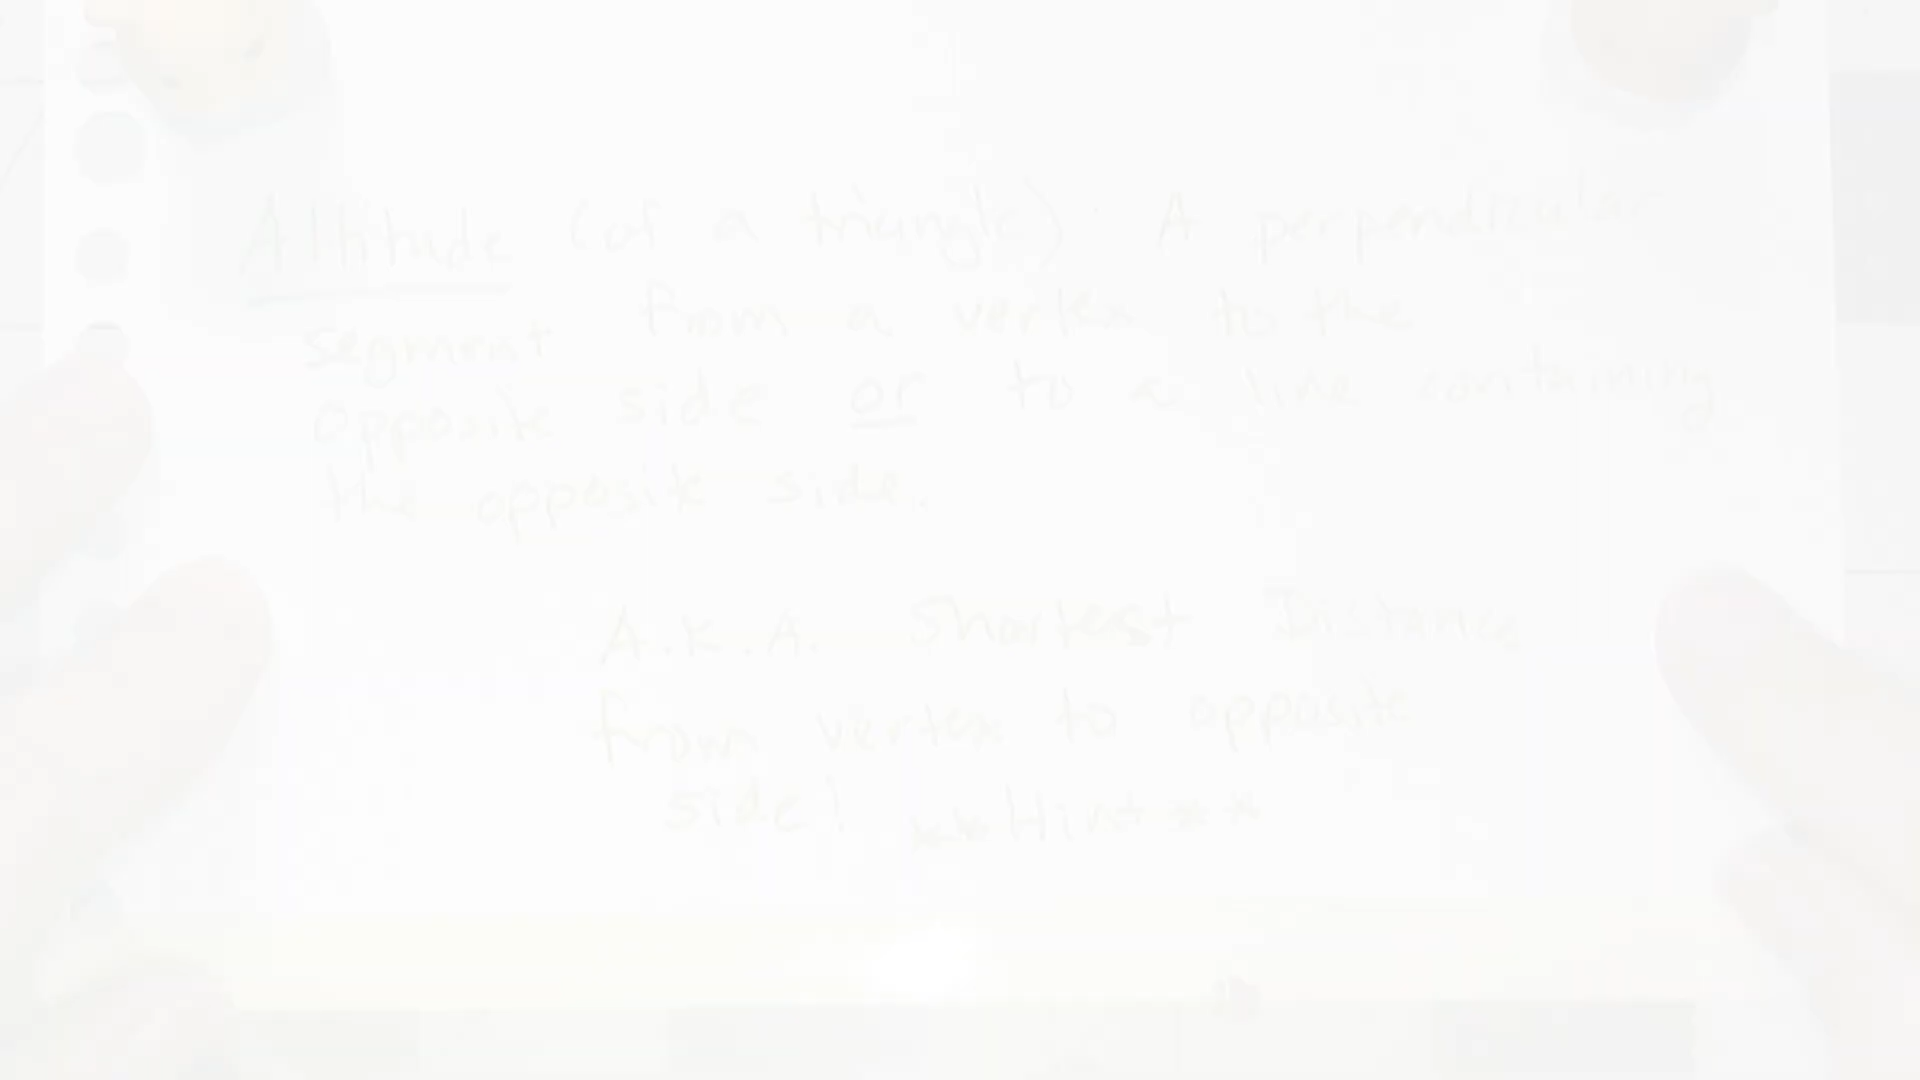 Altitude (of a triangle): A perpendicular
segment from a vertex to the
opposite side or to a line containing
the opposite side.
A.K.A. Shortest Distance
from vertex to opposite
side! **Hint**